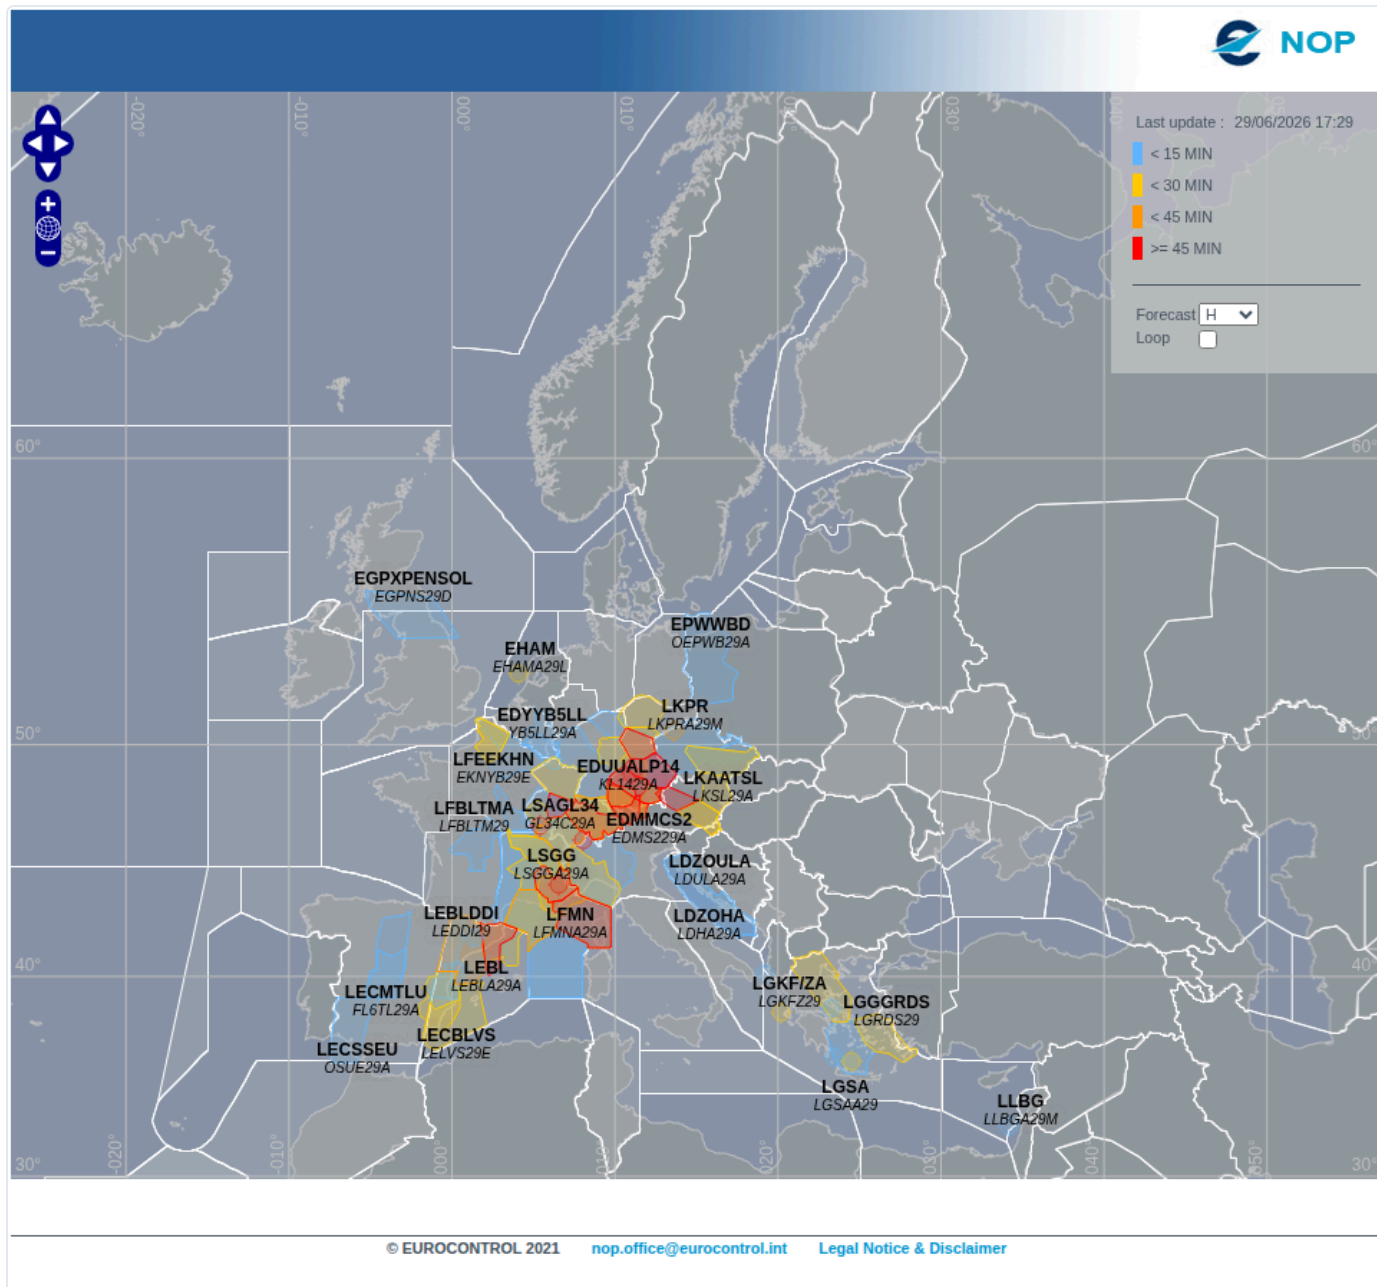 NOP
-020°
-010°
000°
010°
020°
030°
040°
050°
Last update : 29/06/2026 17:29
< 15 MIN
< 30 MIN
< 45 MIN
>= 45 MIN
Forecast H
Loop
60°
60°
EGPXPENSOL
EGPNS29D
EPWWBD
OEPWB29A
EHAM
EHAMA29L
LKPR
LKPRA29M
EDYYB5LL
YB5LL29A
50°
50°
LFEEKHN
EKNYB29E
EDUUALP14
KL1429A
LKAATSL
LKSL29A
LFBLTMA
LFBLTM29
LSAGL34
GL34C29A
EDMMCS2
EDMS229A
LSGG
LSGGA29A
LDZOULA
LDULA29A
LEBLDDI
LEDDI29
LFMN
LFMNA29A
LDZOHA
LDHA29A
40°
40
LEBL
LEBLA29A
LECMTLU
FL6TL29A
LGKF/ZA
LGKFZ29
LGGGRDS
LGRDS29
LECBLVS
LELVS29E
LECSSEU
OSUE29A
LGSA
LGSAA29
LLBG
LLBGA29M
30°
-020°
-010°
000°
010°
020°
030°
040°
050°
30°
© EUROCONTROL 2021 nop.office@eurocontrol.int Legal Notice & Disclaimer